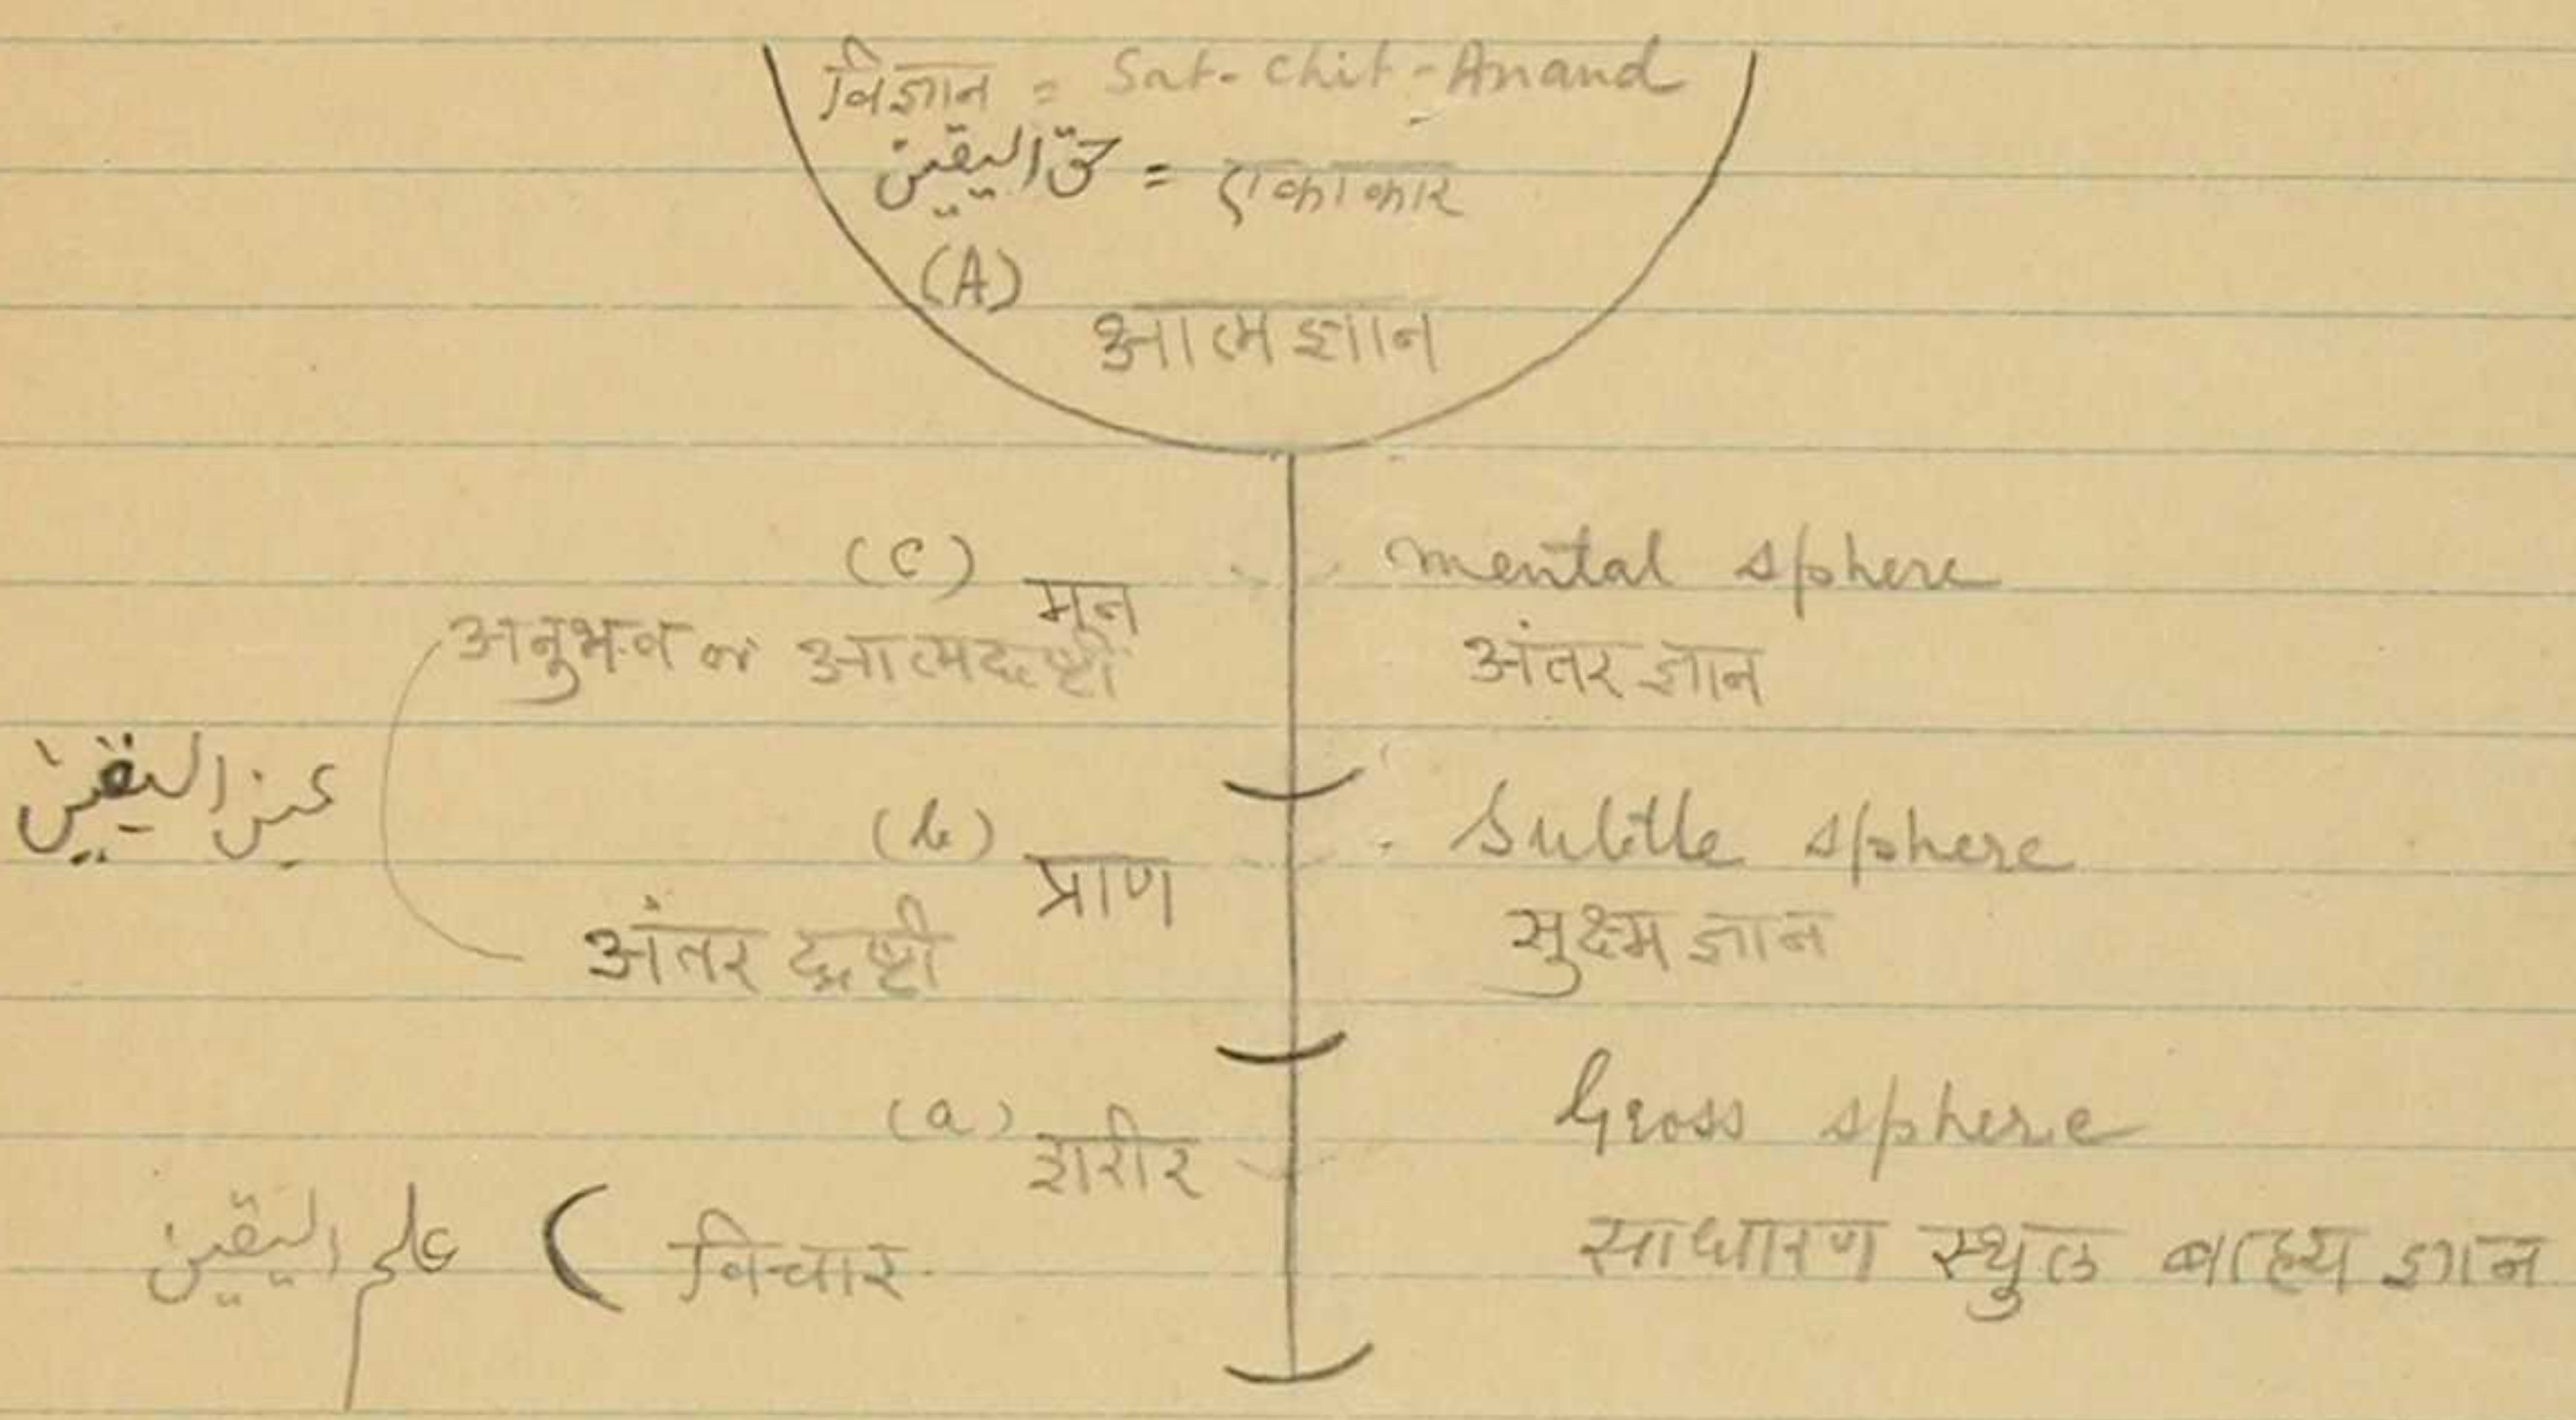 विज्ञान = Sat-Chit-Anand
حق الیقین = एकाकार
(A)
आत्मज्ञान
(c) मन mental sphere
अनुभव व आत्मदृष्टी अंतर ज्ञान
عین الیقین
(b) प्राण Subtle sphere
अंतर दृष्टी सुक्ष्म ज्ञान
(a) शरीर Gross sphere
علم الیقین ( विचार साधारण स्थुल बाह्य ज्ञान